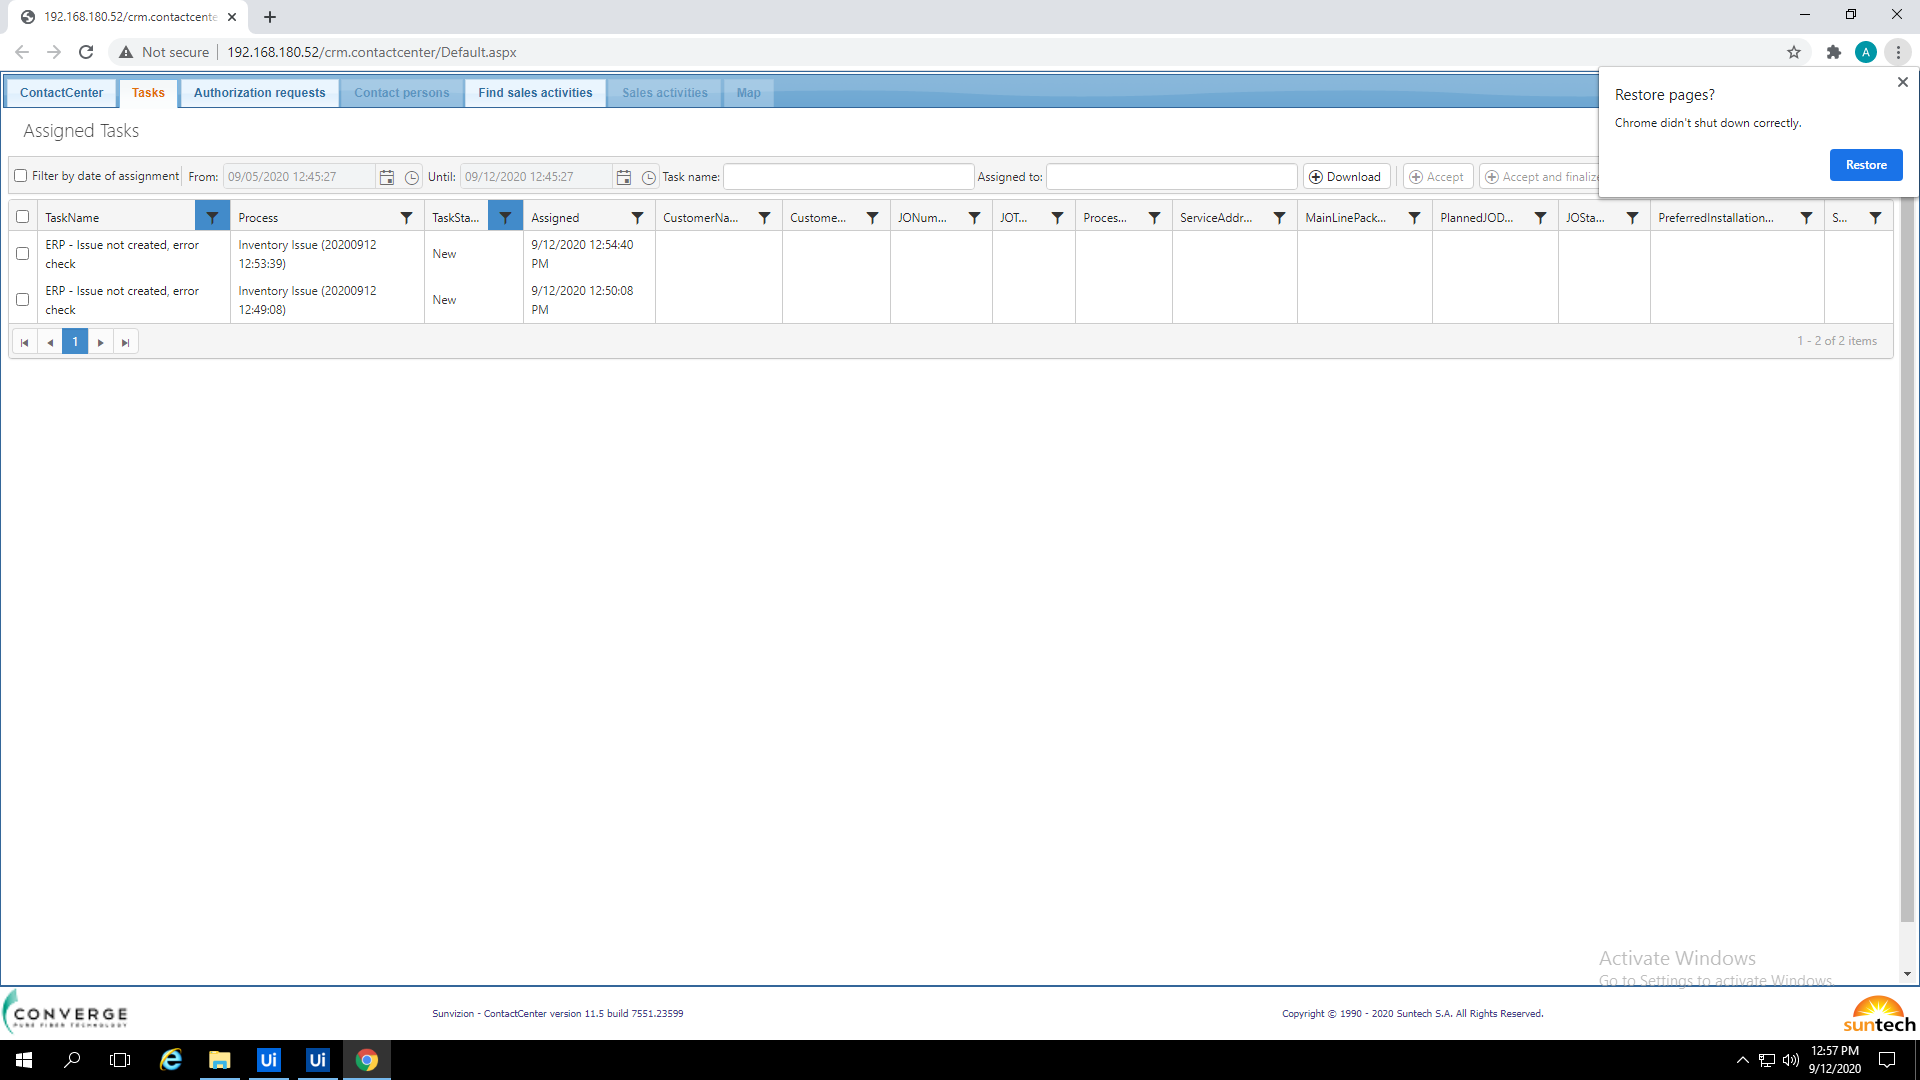 192.168.180.52/crm.contactcente
Not secure
192.168.180.52/crm.contactcenter/Default.aspx
A
ContactCenter
Tasks
Authorization requests
Contact persons
Find sales activities
Sales activities
Map
Restore pages?
Chrome didn't shut down correctly.
Restore
Assigned Tasks
Filter by date of assignment
From:
09/05/2020 12:45:27
Until:
09/12/2020 12:45:27
Task name:
Assigned to:
Download
Accept
Accept and finalize
TaskName
Process
TaskSta...
Assigned
CustomerNa...
Custome...
JONum...
JOT...
Proces...
ServiceAddr...
MainLinePack...
PlannedJOD...
JOSta...
PreferredInstallation...
S...
ERP - Issue not created, error
check
Inventory Issue (20200912
12:53:39)
New
9/12/2020 12:54:40
PM
ERP - Issue not created, error
check
Inventory Issue (20200912
12:49:08)
New
9/12/2020 12:50:08
PM
1
1 - 2 of 2 items
Activate Windows
Go to Settings to activate Windows.
CONVERGE
PURE FIBER TECHNOLOGY
Sunvizion - ContactCenter version 11.5 build 7551.23599
Copyright © 1990 - 2020 Suntech S.A. All Rights Reserved.
suntech
Ui
Ui
12:57 PM
9/12/2020